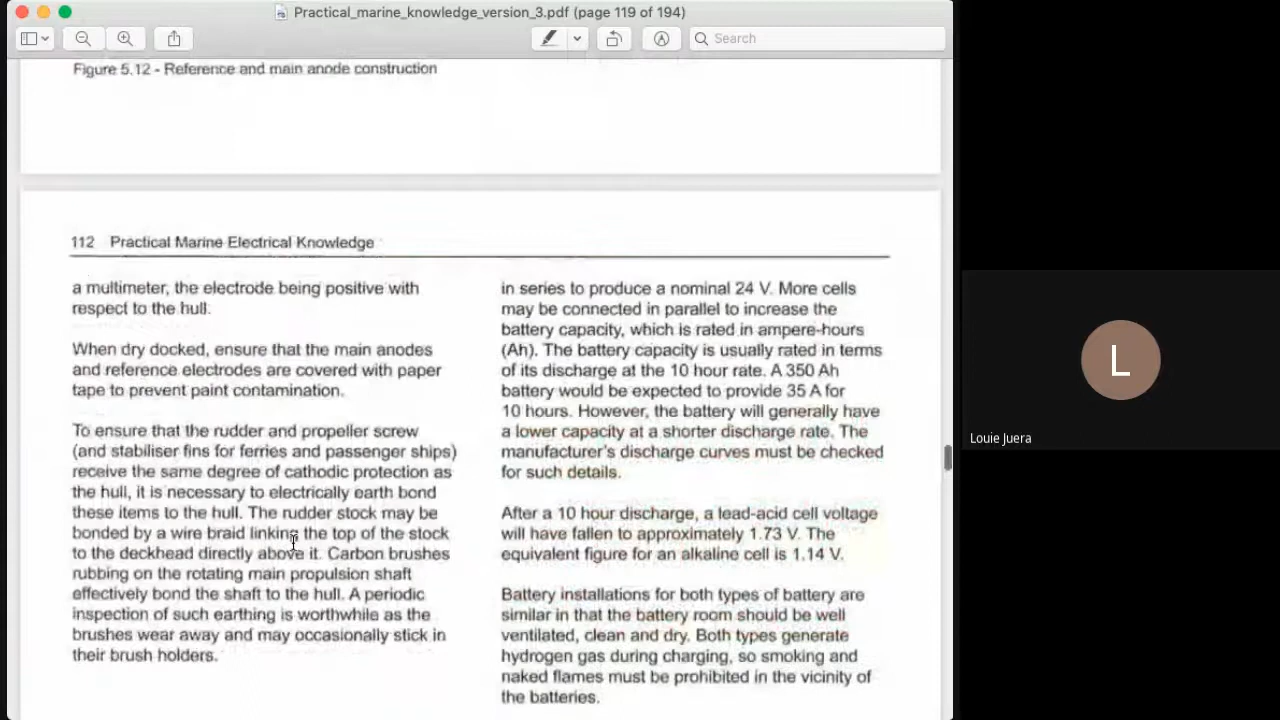 Practical_marine_knowledge_version_3.pdf (page 119 of 194)
Search
Figure 5.12 - Reference and main anode construction
112 Practical Marine Electrical Knowledge
a multimeter, the electrode being positive with
respect to the hull.
When dry docked, ensure that the main anodes
and reference electrodes are covered with paper
tape to prevent paint contamination.
To ensure that the rudder and propeller screw
(and stabiliser fins for ferries and passenger ships)
receive the same degree of cathodic protection as
the hull, it is necessary to electrically earth bond
these items to the hull. The rudder stock may be
bonded by a wire braid linking the top of the stock
to the deckhead directly above it. Carbon brushes
rubbing on the rotating main propulsion shaft
effectively bond the shaft to the hull. A periodic
inspection of such earthing is worthwhile as the
brushes wear away and may occasionally stick in
their brush holders.
in series to produce a nominal 24 V. More cells
may be connected in parallel to increase the
battery capacity, which is rated in ampere-hours
(Ah). The battery capacity is usually rated in terms
of its discharge at the 10 hour rate. A 350 Ah
battery would be expected to provide 35 A for
10 hours. However, the battery will generally have
a lower capacity at a shorter discharge rate. The
manufacturer's discharge curves must be checked
for such details.
After a 10 hour discharge, a lead-acid cell voltage
will have fallen to approximately 1.73 V. The
equivalent figure for an alkaline cell is 1.14 V.
Battery installations for both types of battery are
similar in that the battery room should be well
ventilated, clean and dry. Both types generate
hydrogen gas during charging, so smoking and
naked flames must be prohibited in the vicinity of
the batteries.
L
Louie Juera